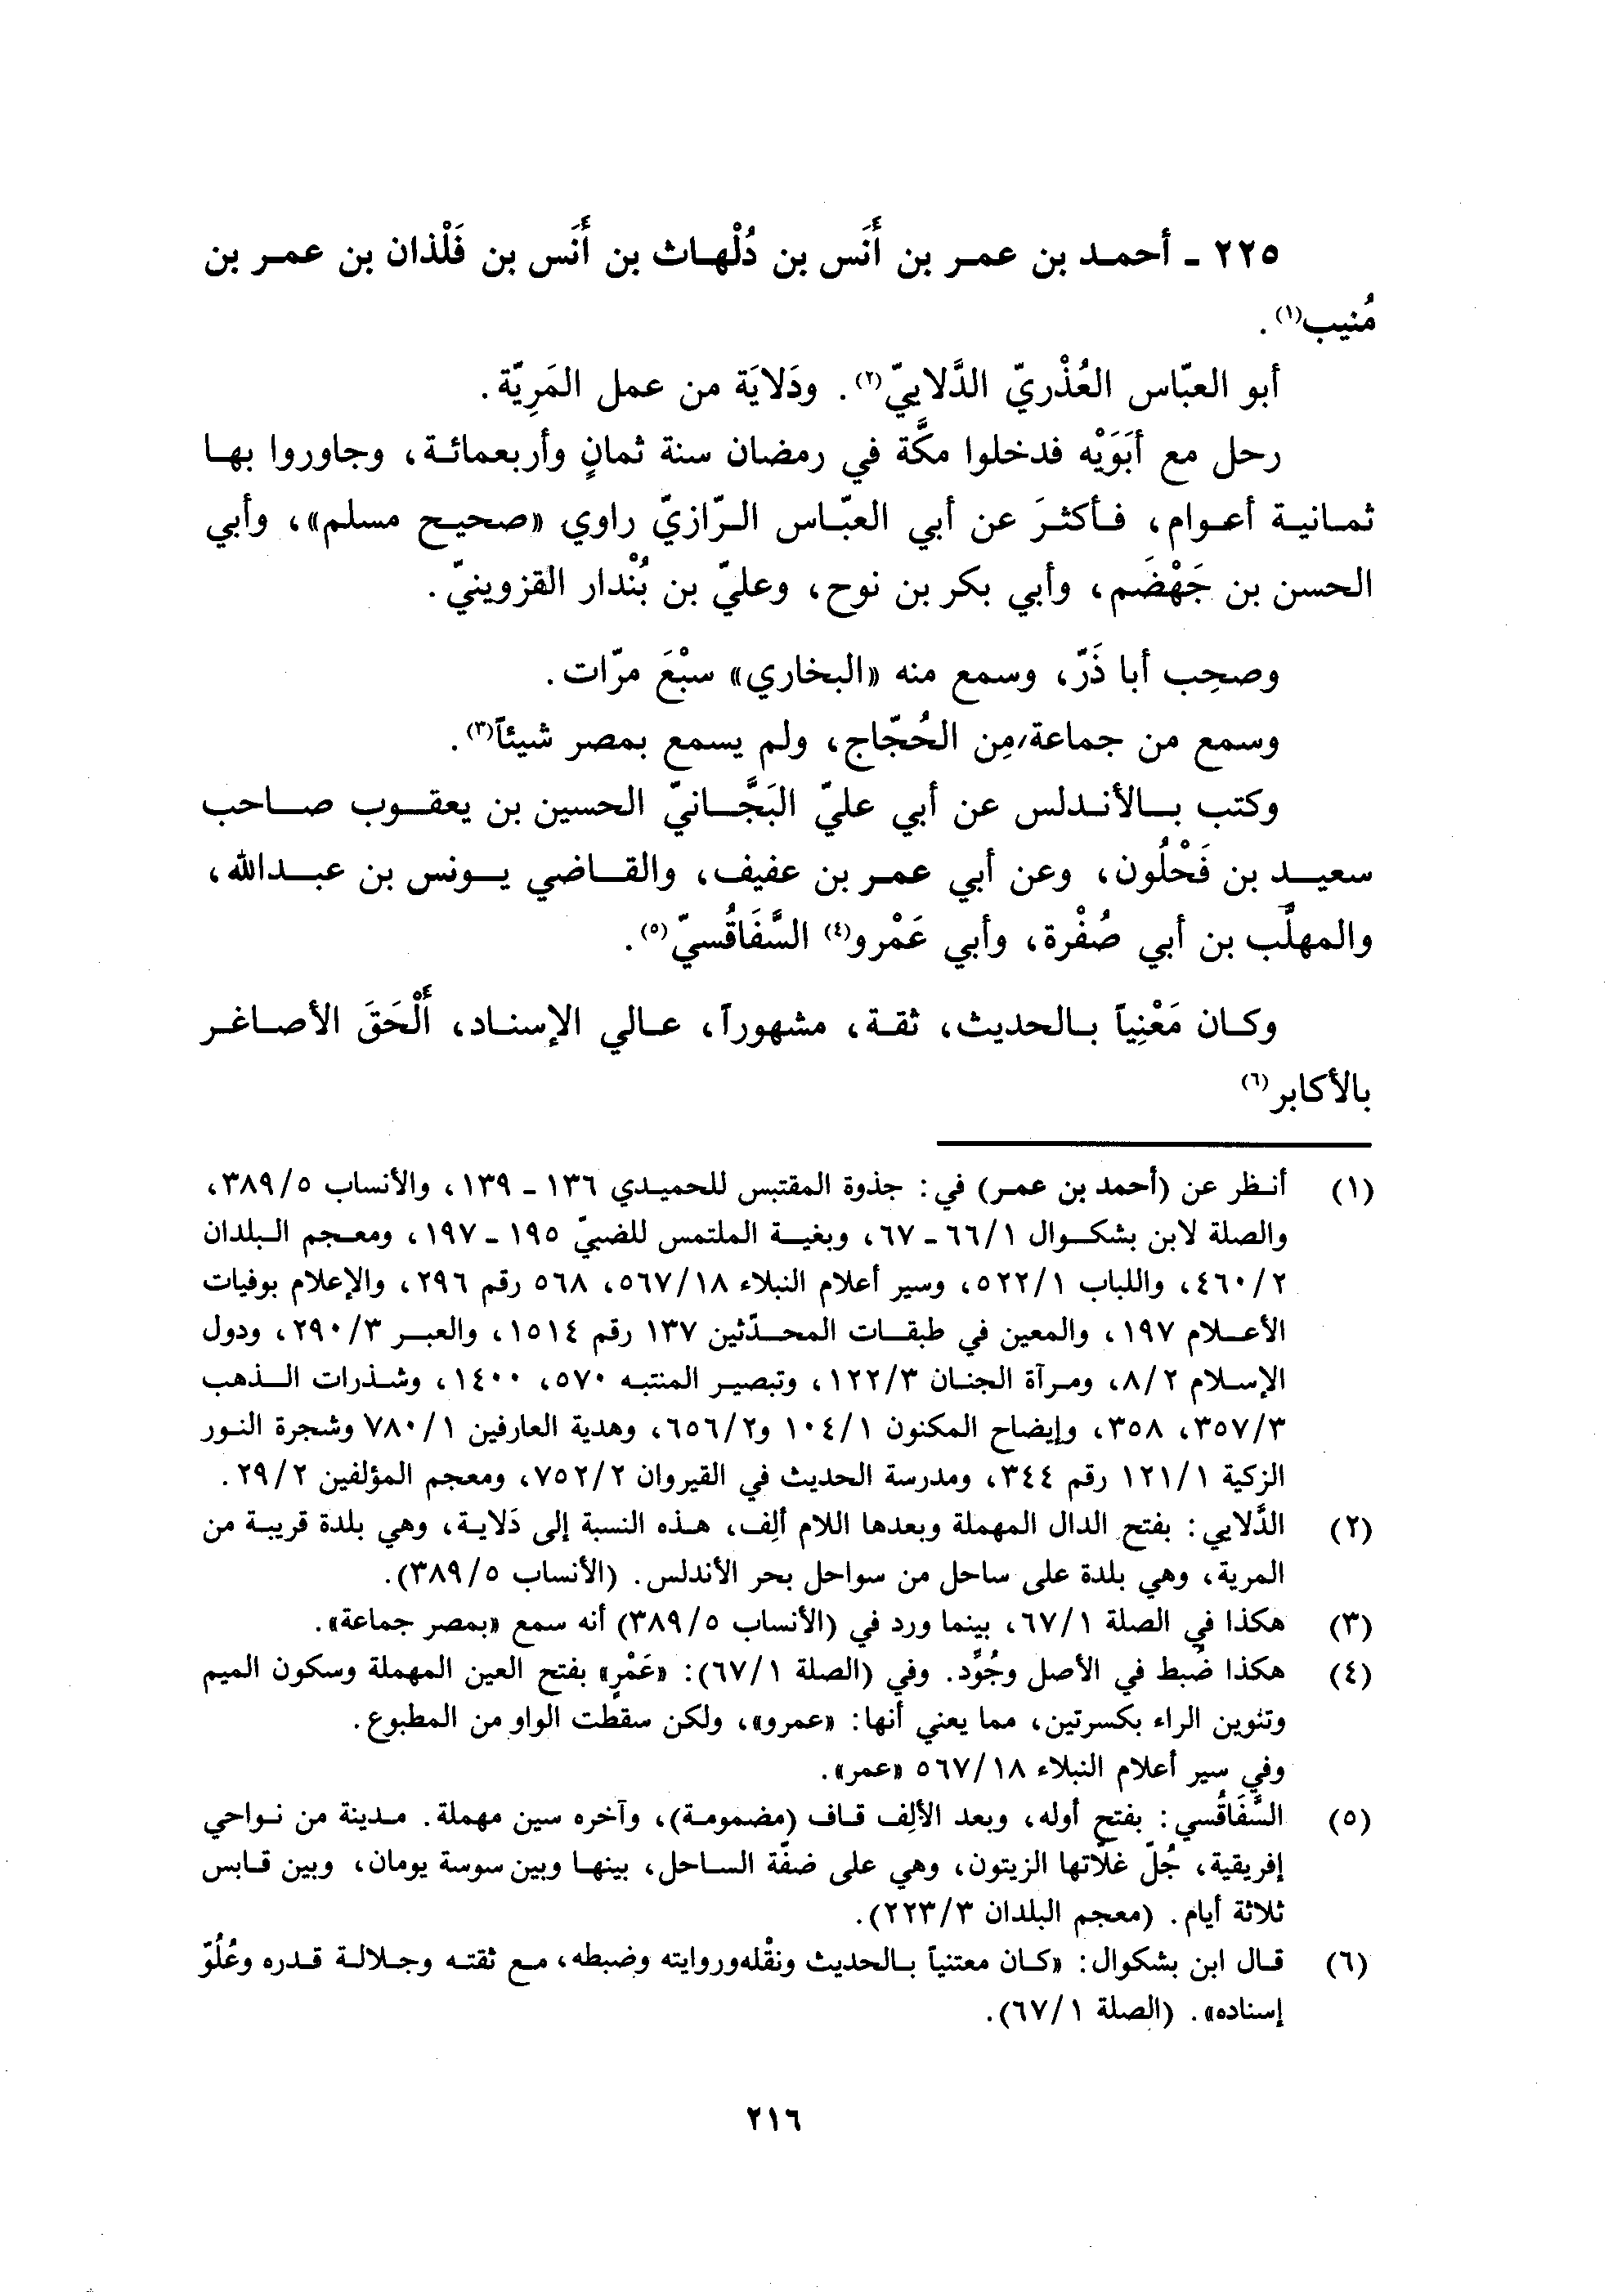 ٢٢٥ ـ أحمد بن عمر بن أَنَس بن دُلْهاث بن أَنَس بن فَلْذان بن عمر بن
مُنيب(١).
أبو العبّاس العُذْريّ الدَّلاييّ(٢). ودَلايَة من عمل المَرِيّة.
رحل مع أَبَوَيْه فدخلوا مكَّة في رمضان سنة ثمانٍ وأربعمائة، وجاوروا بها
ثمانية أعوام، فأكثرَ عن أبي العبّاس الرّازيّ راوي «صحيح مسلم»، وأبي
الحسن بن جَهْضَم، وأبي بكر بن نوح، وعليّ بن بُنْدار القزوينيّ.
وصحِب أبا ذَرّ، وسمع منه «البخاري» سبْعَ مرّات.
وسمع من جماعة مِن الحُجّاج، ولم يسمع بمصر شيئاً(٣).
وكتب بالأندلس عن أبي عليّ البَجَّانيّ الحسين بن يعقوب صاحب
سعيد بن فَحْلُون، وعن أبي عمر بن عفيف، والقاضي يونس بن عبدالله،
والمهلَّب بن أبي صُفْرة، وأبي عَمْرو(٤) السَّفَاقُسيّ(٥).
وكان مَعْنِياً بالحديث، ثقة، مشهوراً، عالي الإسناد، أَلْحَقَ الأصاغر
بالأكابر(٦)
(١) أنظر عن (أحمد بن عمر) في: جذوة المقتبس للحميدي ١٣٦ ـ ١٣٩، والأنساب ٣٨٩/٥،
والصلة لابن بشكوال ٦٦/١ ـ ٦٧، وبغية الملتمس للضبيّ ١٩٥ ـ ١٩٧، ومعجم البلدان
٤٦٠/٢، واللباب ٥٢٢/١، وسير أعلام النبلاء ٥٦٧/١٨، ٥٦٨ رقم ٢٩٦، والإعلام بوفيات
الأعلام ١٩٧، والمعين في طبقات المحدّثين ١٣٧ رقم ١٥١٤، والعبر ٢٩٠/٣، ودول
الإسلام ٨/٢، ومرآة الجنان ١٢٢/٣، وتبصير المنتبه ٥٧٠، ١٤٠٠، وشذرات الذهب
٣٥٧/٣، ٣٥٨، وإيضاح المكنون ١٠٤/١ و٦٥٦/٢، وهدية العارفين ٧٨٠/١ وشجرة النور
الزكية ١٢١/١ رقم ٣٤٤، ومدرسة الحديث في القيروان ٧٥٢/٢، ومعجم المؤلفين ٢٩/٢.
(٢) الدَّلايي: بفتح الدال المهملة وبعدها اللام ألِف، هذه النسبة إلى دَلاية، وهي بلدة قريبة من
المرية، وهي بلدة على ساحل من سواحل بحر الأندلس. (الأنساب ٣٨٩/٥).
(٣) هكذا في الصلة ٦٧/١، بينما ورد في (الأنساب ٣٨٩/٥) أنه سمع «بمصر جماعة».
(٤) هكذا ضُبط في الأصل وجُوِّد. وفي (الصلة ٦٧/١): «عَمْرٍ» بفتح العين المهملة وسكون الميم
وتنوين الراء بكسرتين، مما يعني أنها: «عمرو»، ولكن سقطت الواو من المطبوع.
وفي سير أعلام النبلاء ٥٦٧/١٨ «عمر».
(٥) السَّفَاقُسي: بفتح أوله، وبعد الألِف قاف (مضمومة)، وآخره سين مهملة. مدينة من نواحي
إفريقية، جُلّ غلّاتها الزيتون، وهي على ضفّة الساحل، بينها وبين سوسة يومان، وبين قابس
ثلاثة أيام. (معجم البلدان ٢٢٣/٣).
(٦) قال ابن بشكوال: «كان معتنياً بالحديث ونقْله وروايته وضبطه، مع ثقته وجلالة قدره وعُلُوّ
إسناده». (الصلة ٦٧/١).
٢١٦